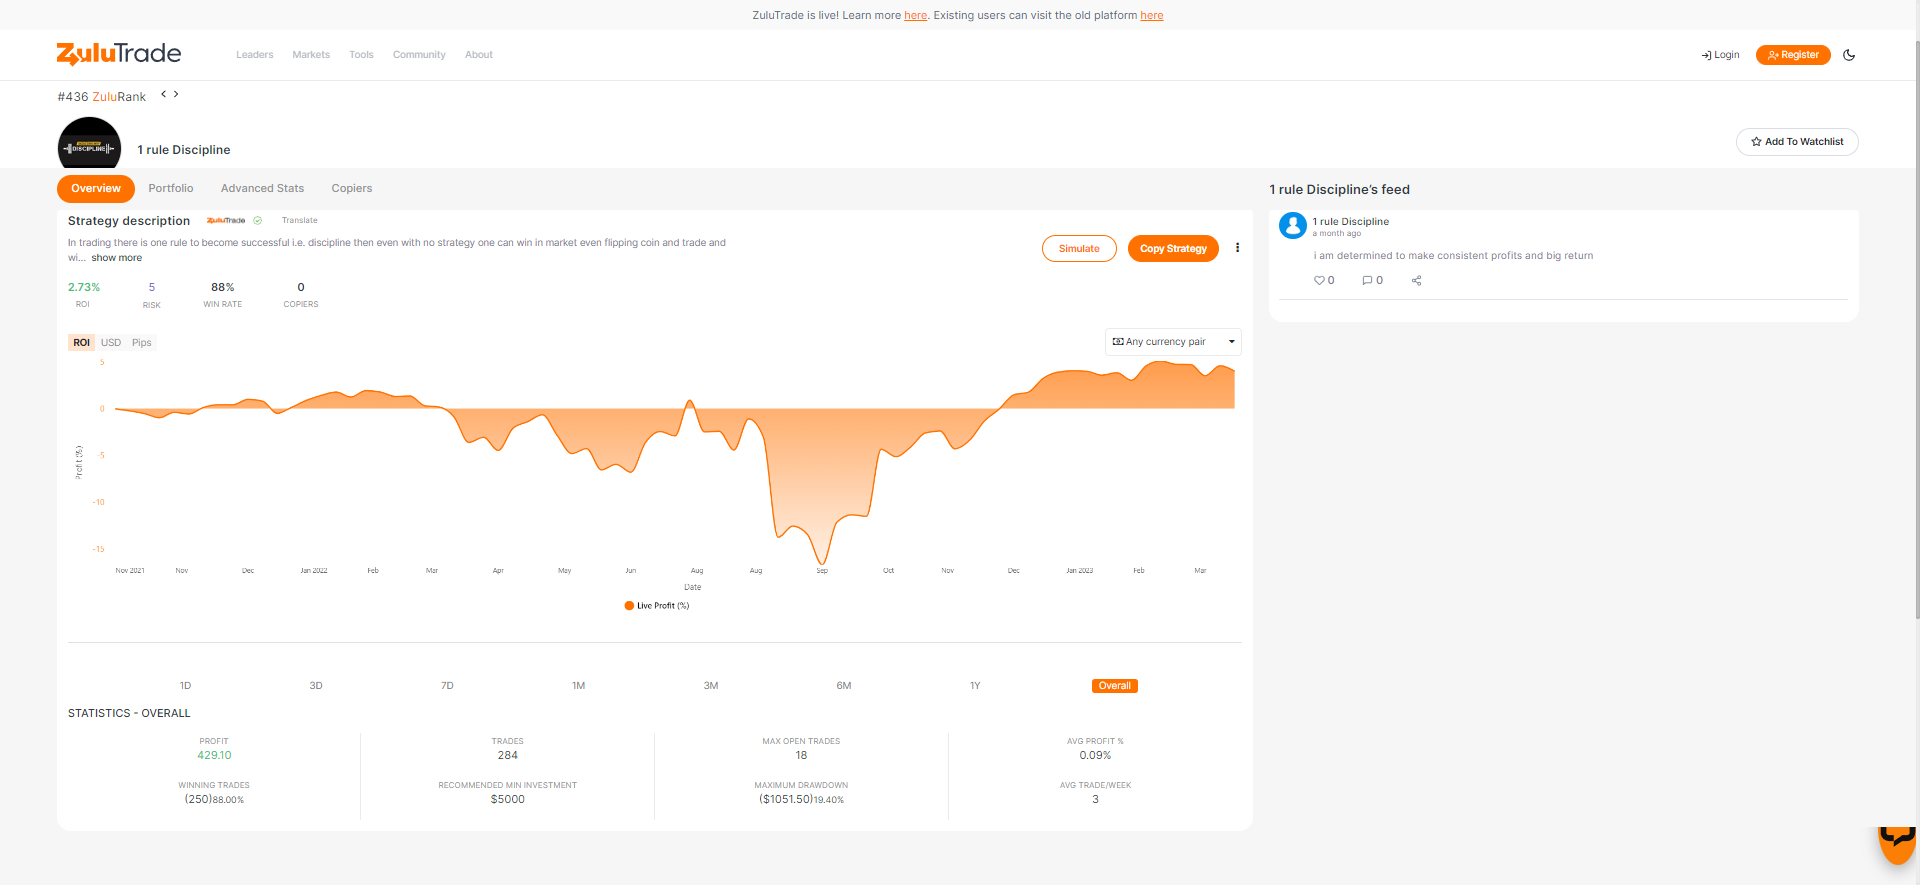 ZuluTrade is live! Learn more here. Existing users can visit the old platform here
ZuluTrade
Leaders Markets Tools Community About
Login
Register
#436 ZuluRank
DISCIPLINE
1 rule Discipline
Add To Watchlist
Overview Portfolio Advanced Stats Copiers
Strategy description ZuluTrade Translate
In trading there is one rule to become successful i.e. discipline then even with no strategy one can win in market even flipping coin and trade and
wi... show more
Simulate
Copy Strategy
2.73% 5 88% 0
ROI RISK WIN RATE COPIERS
ROI USD Pips
Any currency pair
5
0
-5
-10
-15
Profit (%)
Nov 2021 Nov Dec Jan 2022 Feb Mar Apr May Jun Aug Aug Sep Oct Nov Dec Jan 2023 Feb Mar
Date
Live Profit (%)
1D 3D 7D 1M 3M 6M 1Y Overall
STATISTICS - OVERALL
PROFIT TRADES MAX OPEN TRADES AVG PROFIT %
429.10 284 18 0.09%
WINNING TRADES RECOMMENDED MIN INVESTMENT MAXIMUM DRAWDOWN AVG TRADE/WEEK
(250)88.00% $5000 ($1051.50)19.40% 3
1 rule Discipline's feed
1 rule Discipline
a month ago
i am determined to make consistent profits and big return
0 0